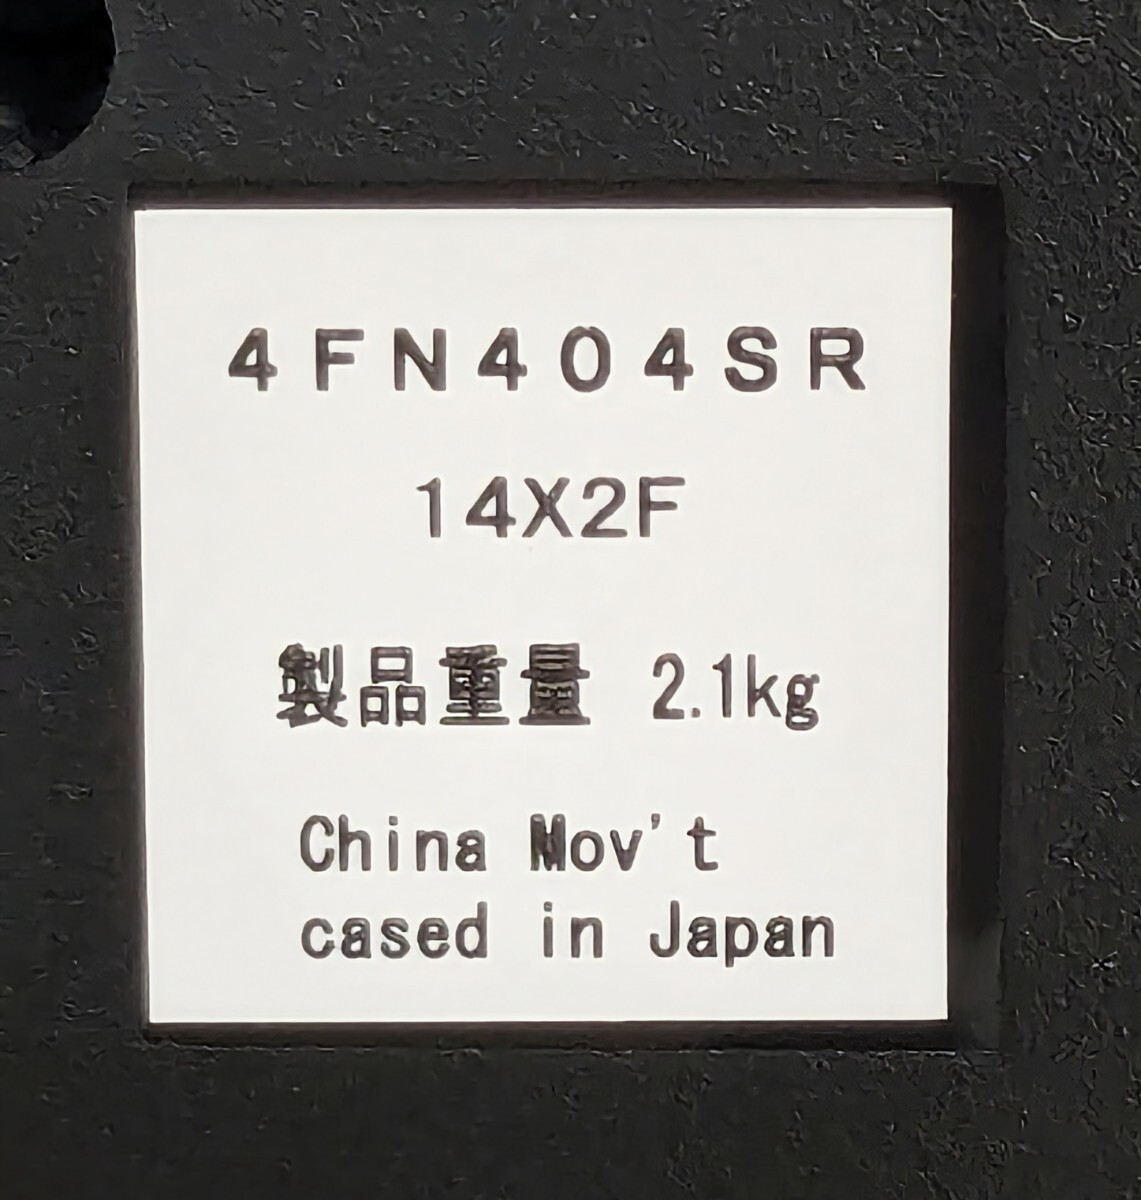 4FN404SR
14X2F
製品重量 2.1kg
China Mov't
cased in Japan